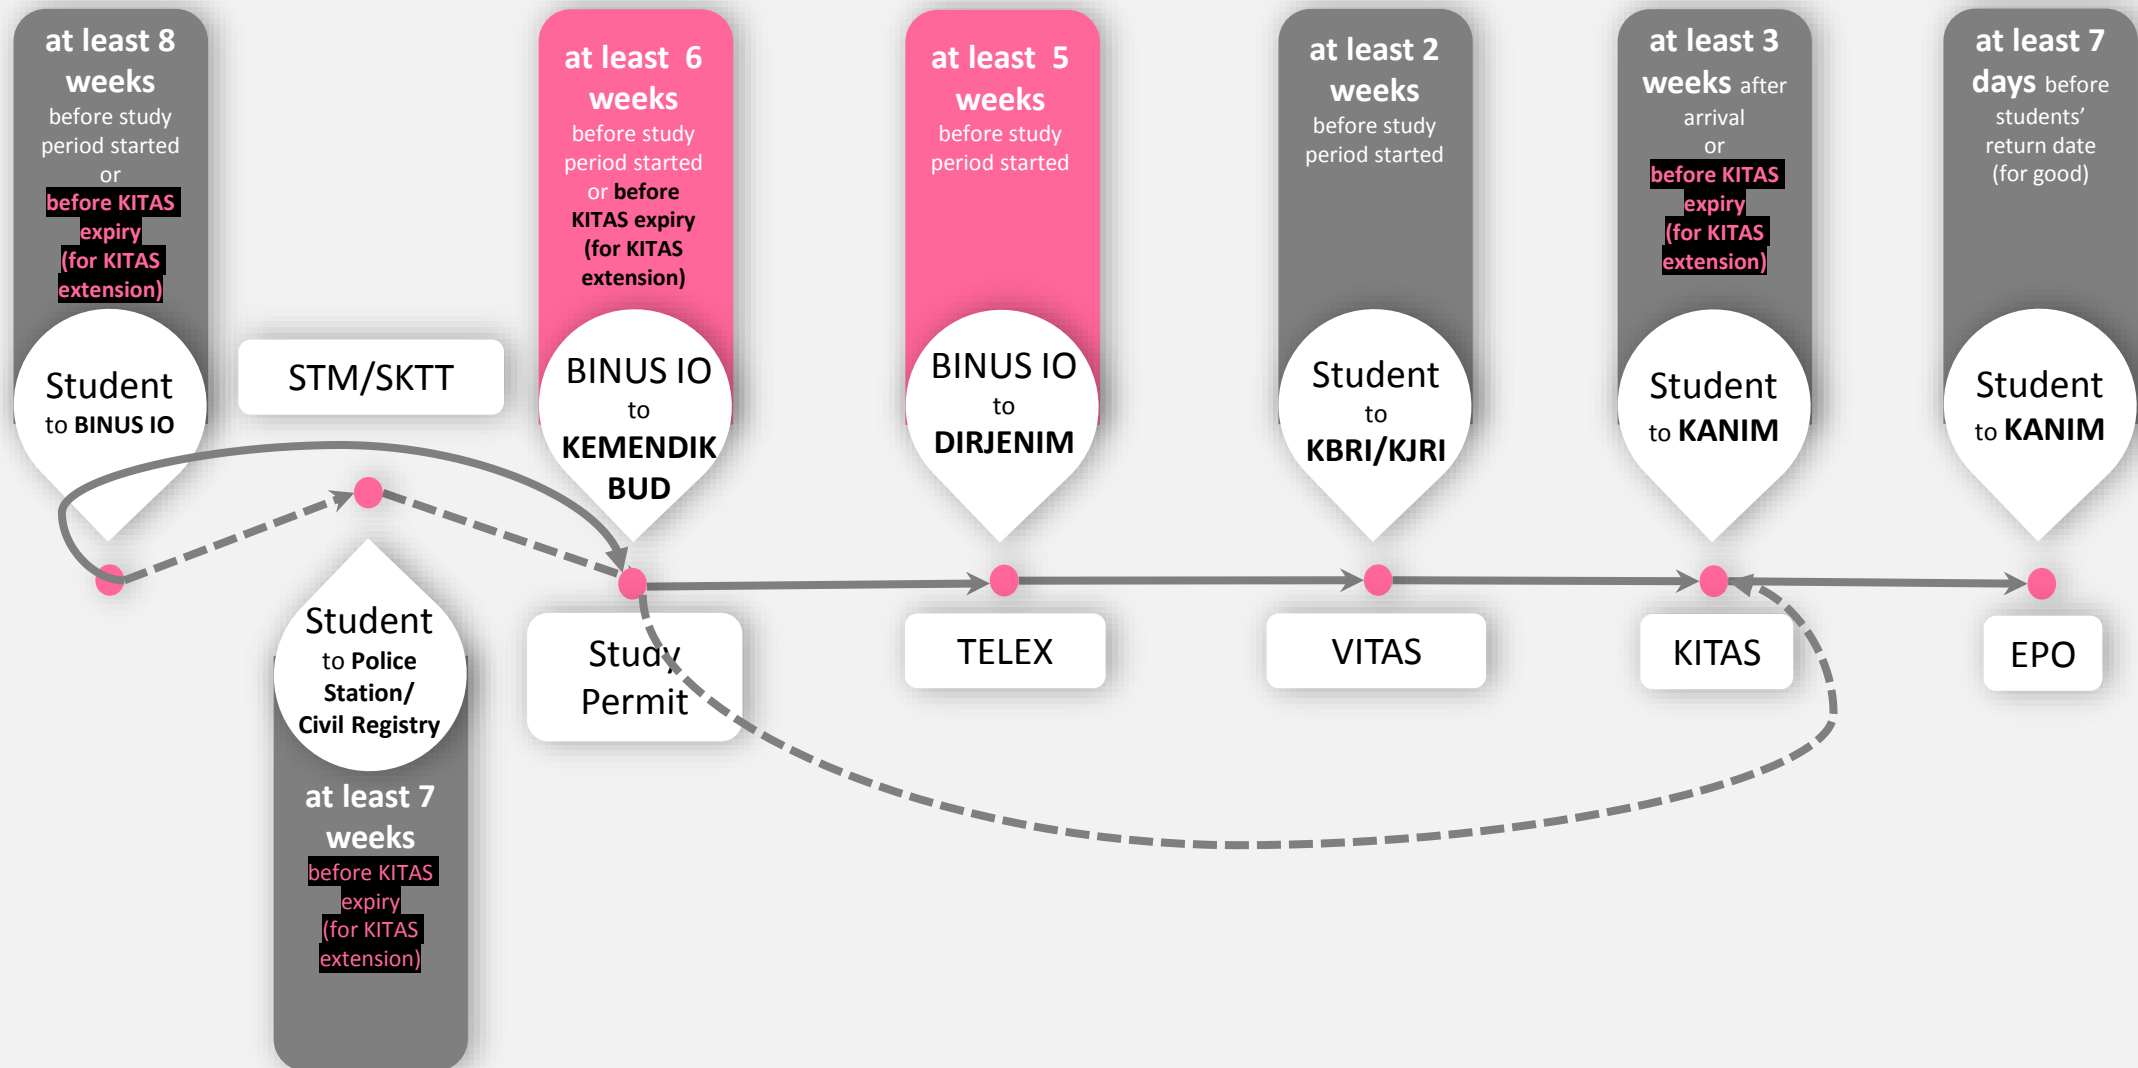 at least 8
weeks
before study
period started
or
before KITAS
expiry
(for KITAS
extension)
Student
to BINUS IO
STM/SKTT
Student
to Police
Station/
Civil Registry
at least 7
weeks
before KITAS
expiry
(for KITAS
extension)
at least  6
weeks
before study
period started
or before
KITAS expiry
(for KITAS
extension)
BINUS IO
to
KEMENDIK
BUD
Study
Permit
at least  5
weeks
before study
period started
BINUS IO
to
DIRJENIM
TELEX
at least 2
weeks
before study
period started
Student
to
KBRI/KJRI
VITAS
at least 3
weeks after
arrival
or
before KITAS
expiry
(for KITAS
extension)
Student
to KANIM
KITAS
at least 7
days before
students’
return date
(for good)
Student
to KANIM
EPO